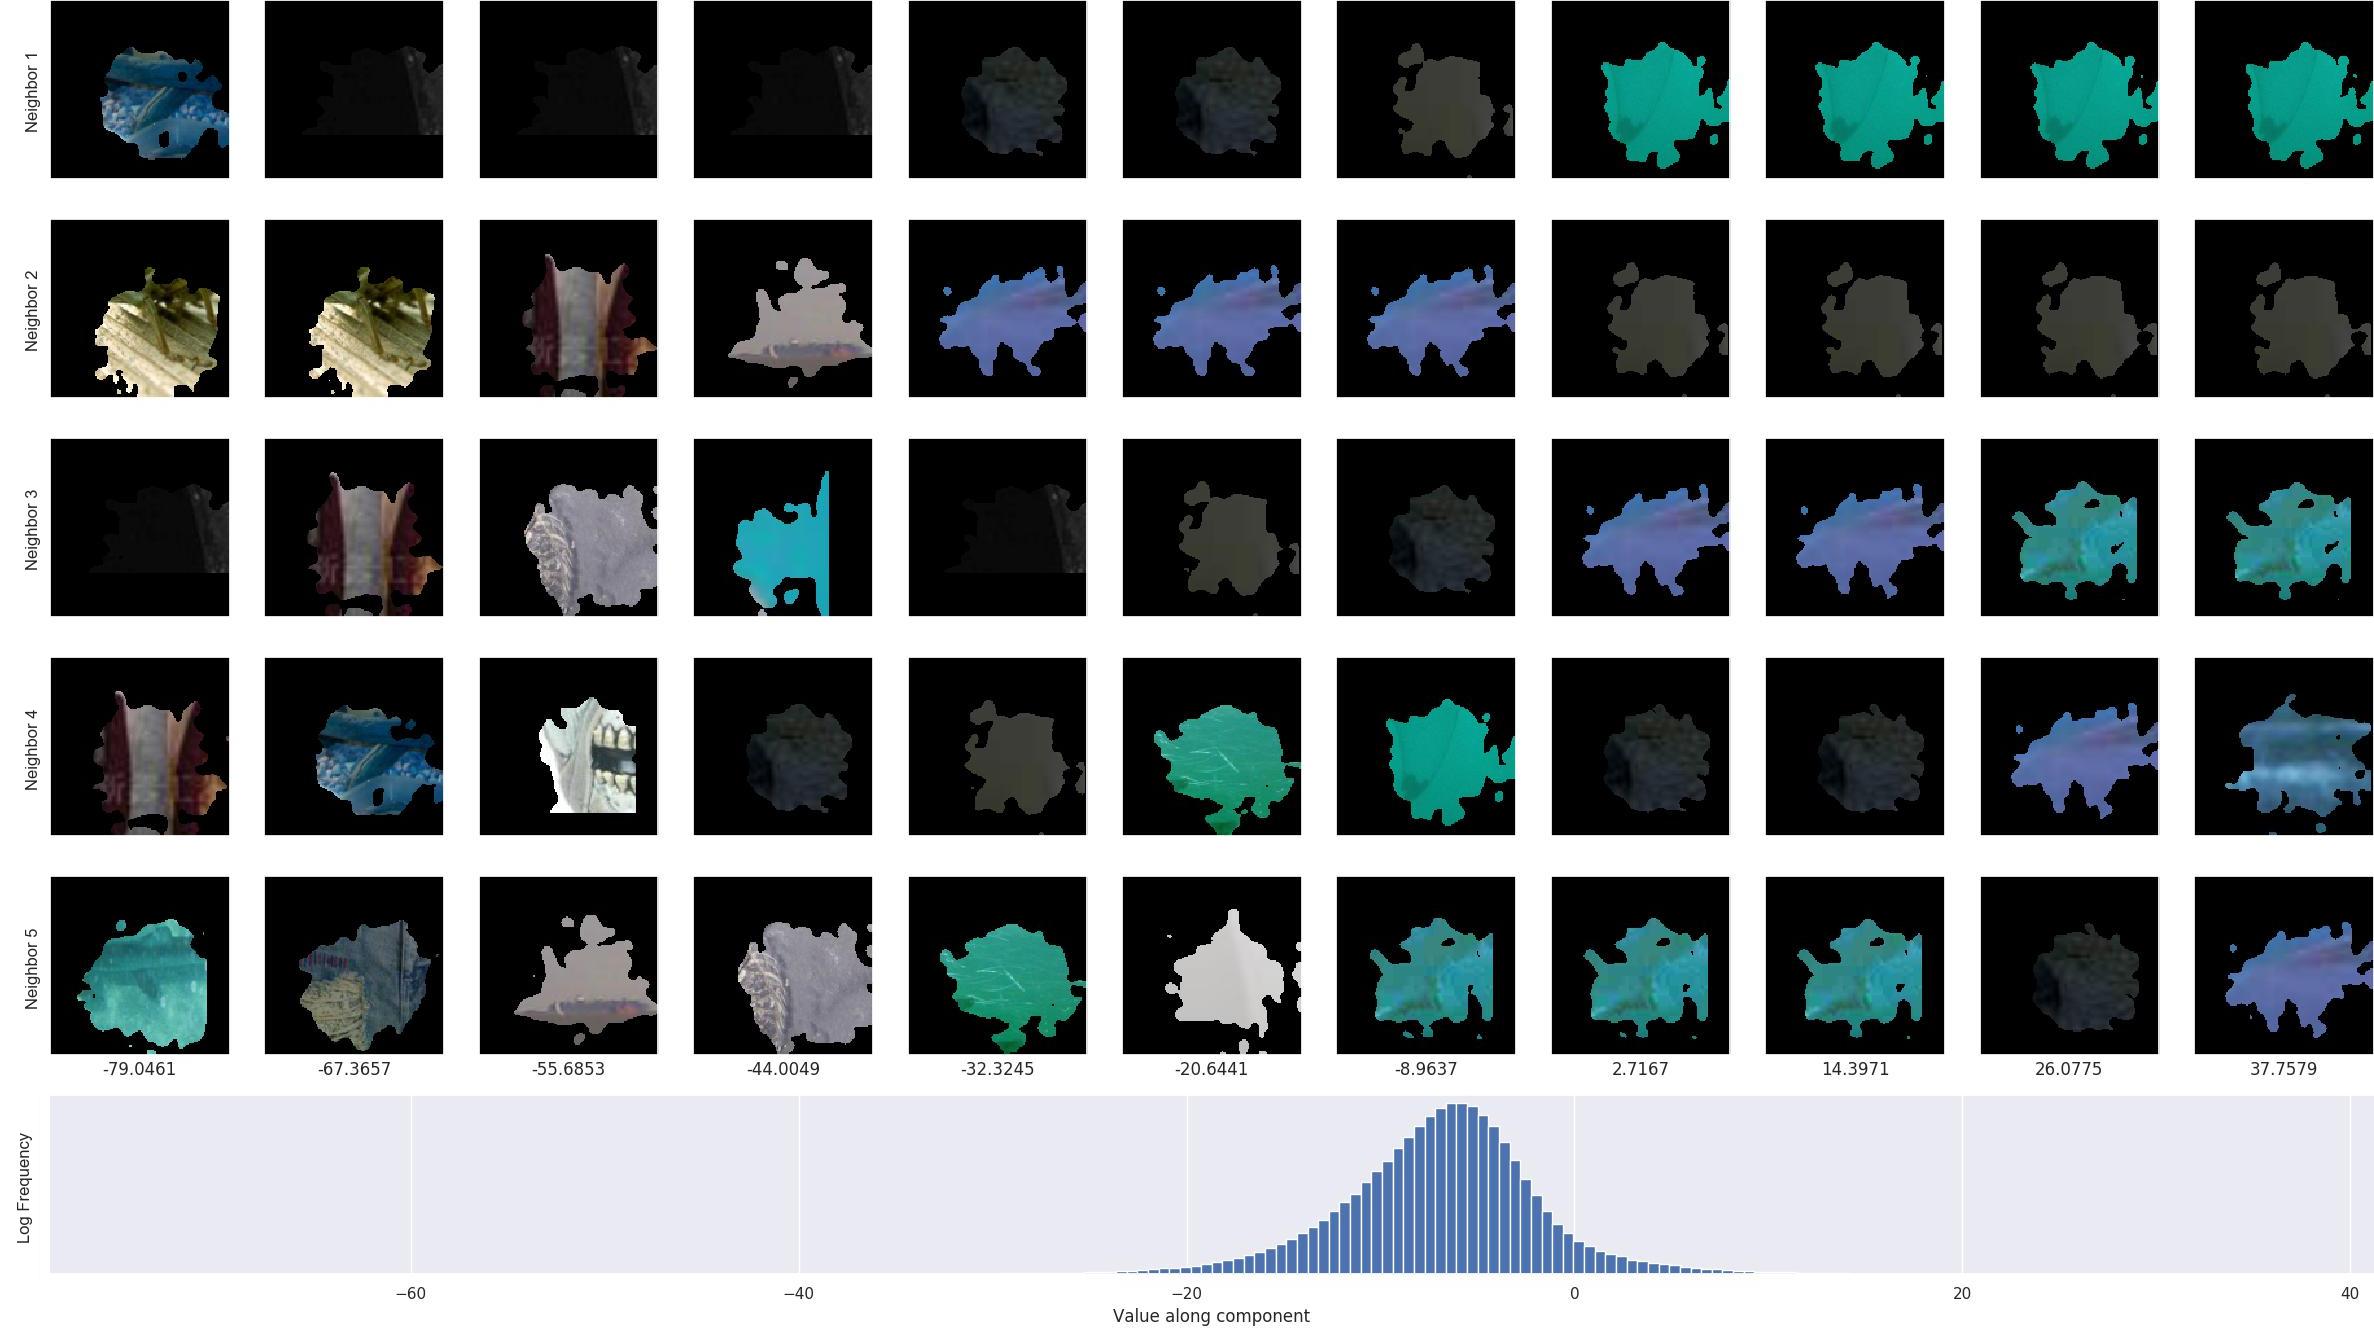 Neighbor 1
Neighbor 2
Neighbor 3
Neighbor 4
Neighbor 5
-79.0461 -67.3657 -55.6853 -44.0049 -32.3245 -20.6441 -8.9637 2.7167 14.3971 26.0775 37.7579
Log Frequency
−60 −40 −20 0 20 40
Value along component